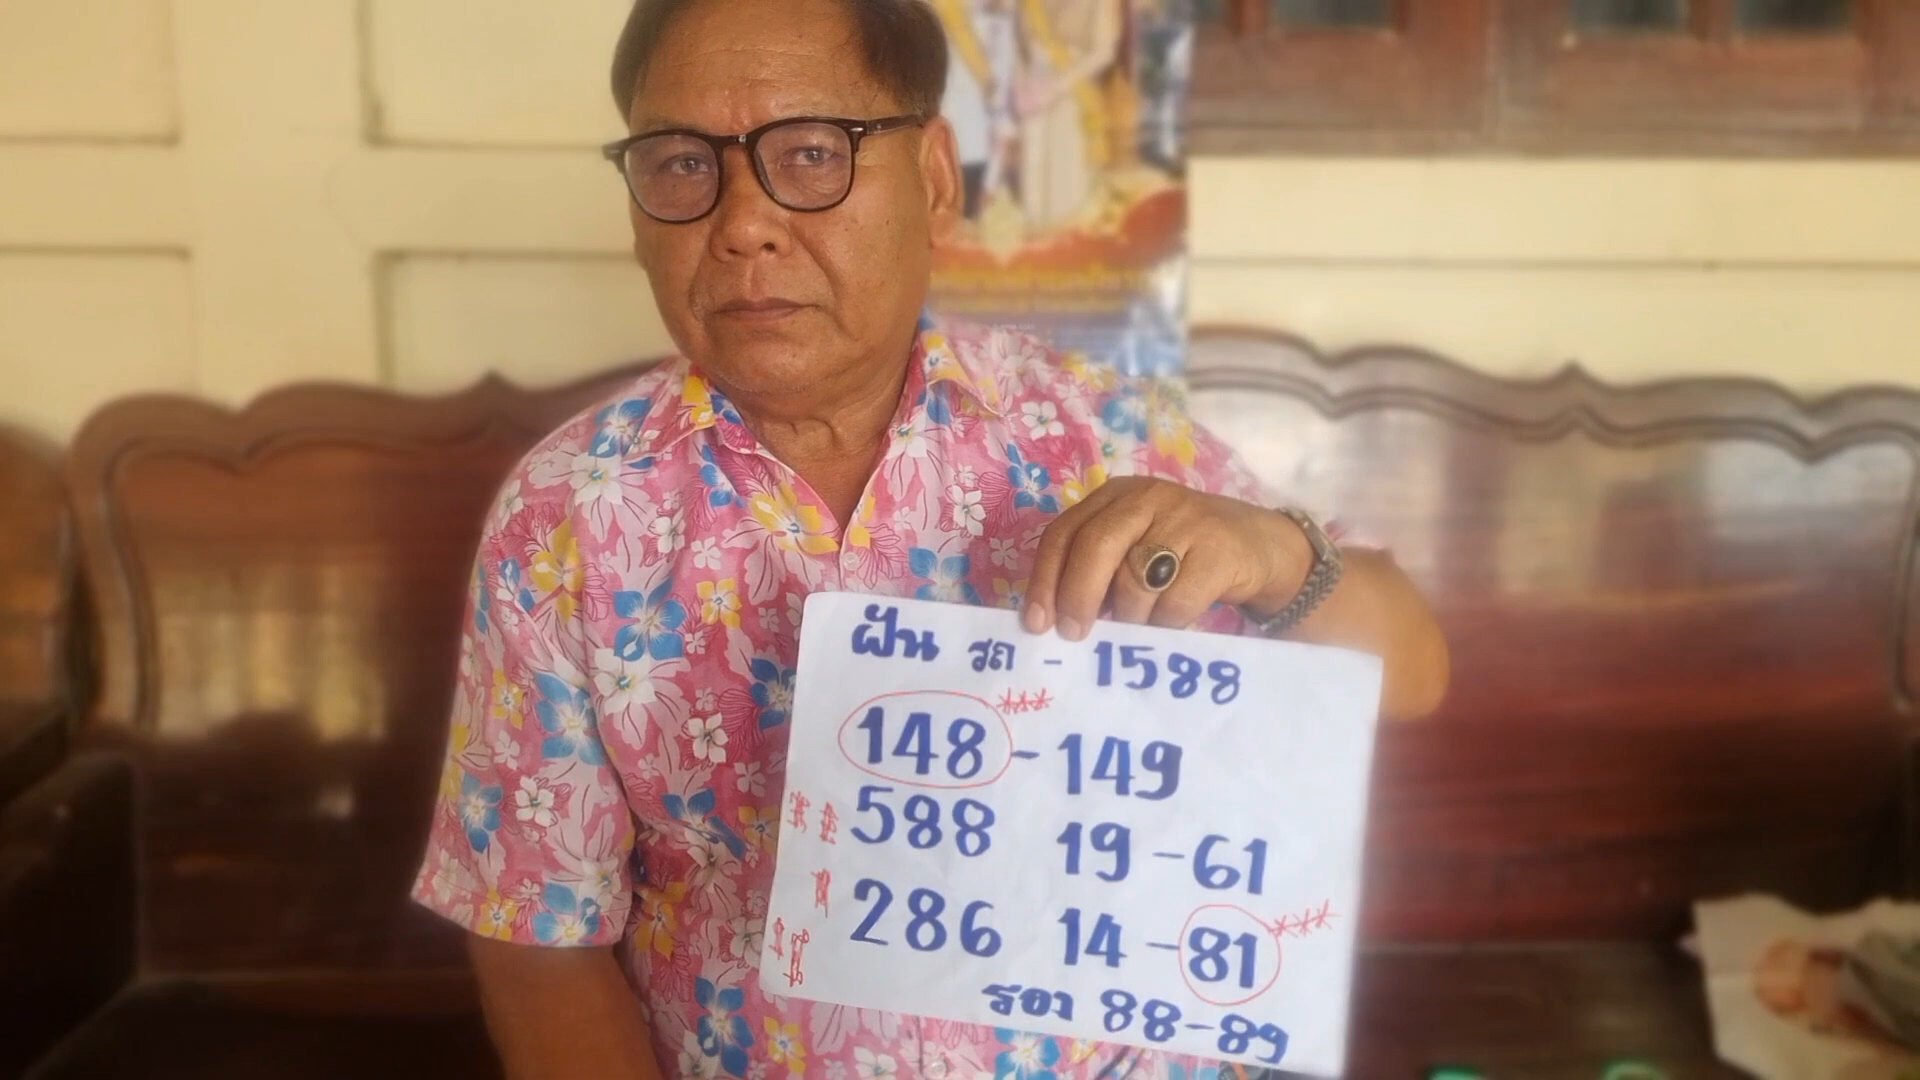 ฝัน รถ - 1588
148 *** - 149
588 19 - 61
286 14 - 81 ***
รอง 88-89